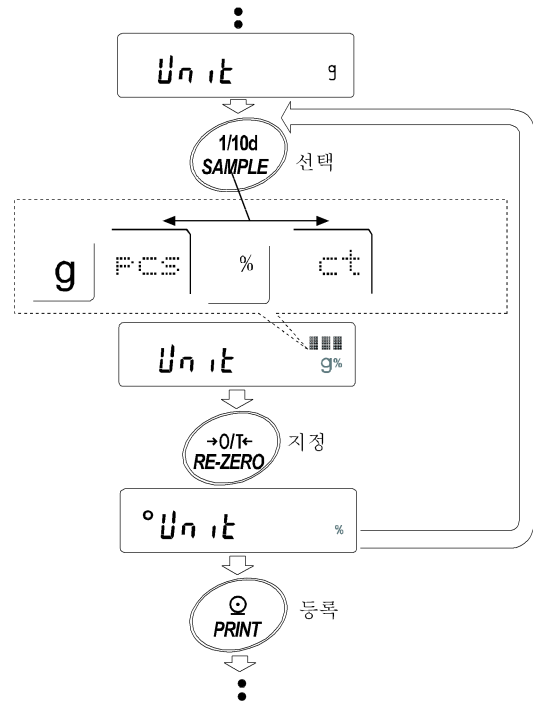 Unit g
1/10d
SAMPLE 선택
g pcs % ct
Unit g%
→0/T←
RE-ZERO 지정
°Unit %
PRINT 등록